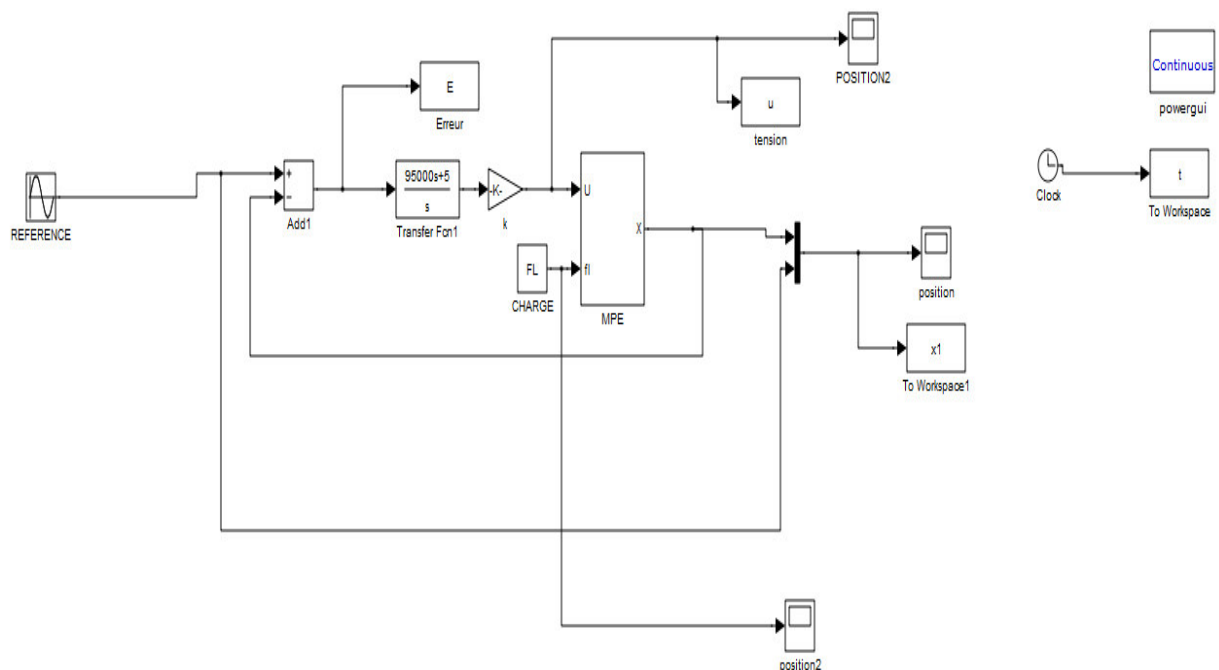 POSITION2
Continuous
powergui
E
Erreur
u
tension
REFERENCE
+
−
Add1
95000s+5
s
Transfer Fcn1
-K-
k
U
X
fl
MPE
FL
CHARGE
Clock
t
To Workspace
position
x1
To Workspace1
position2